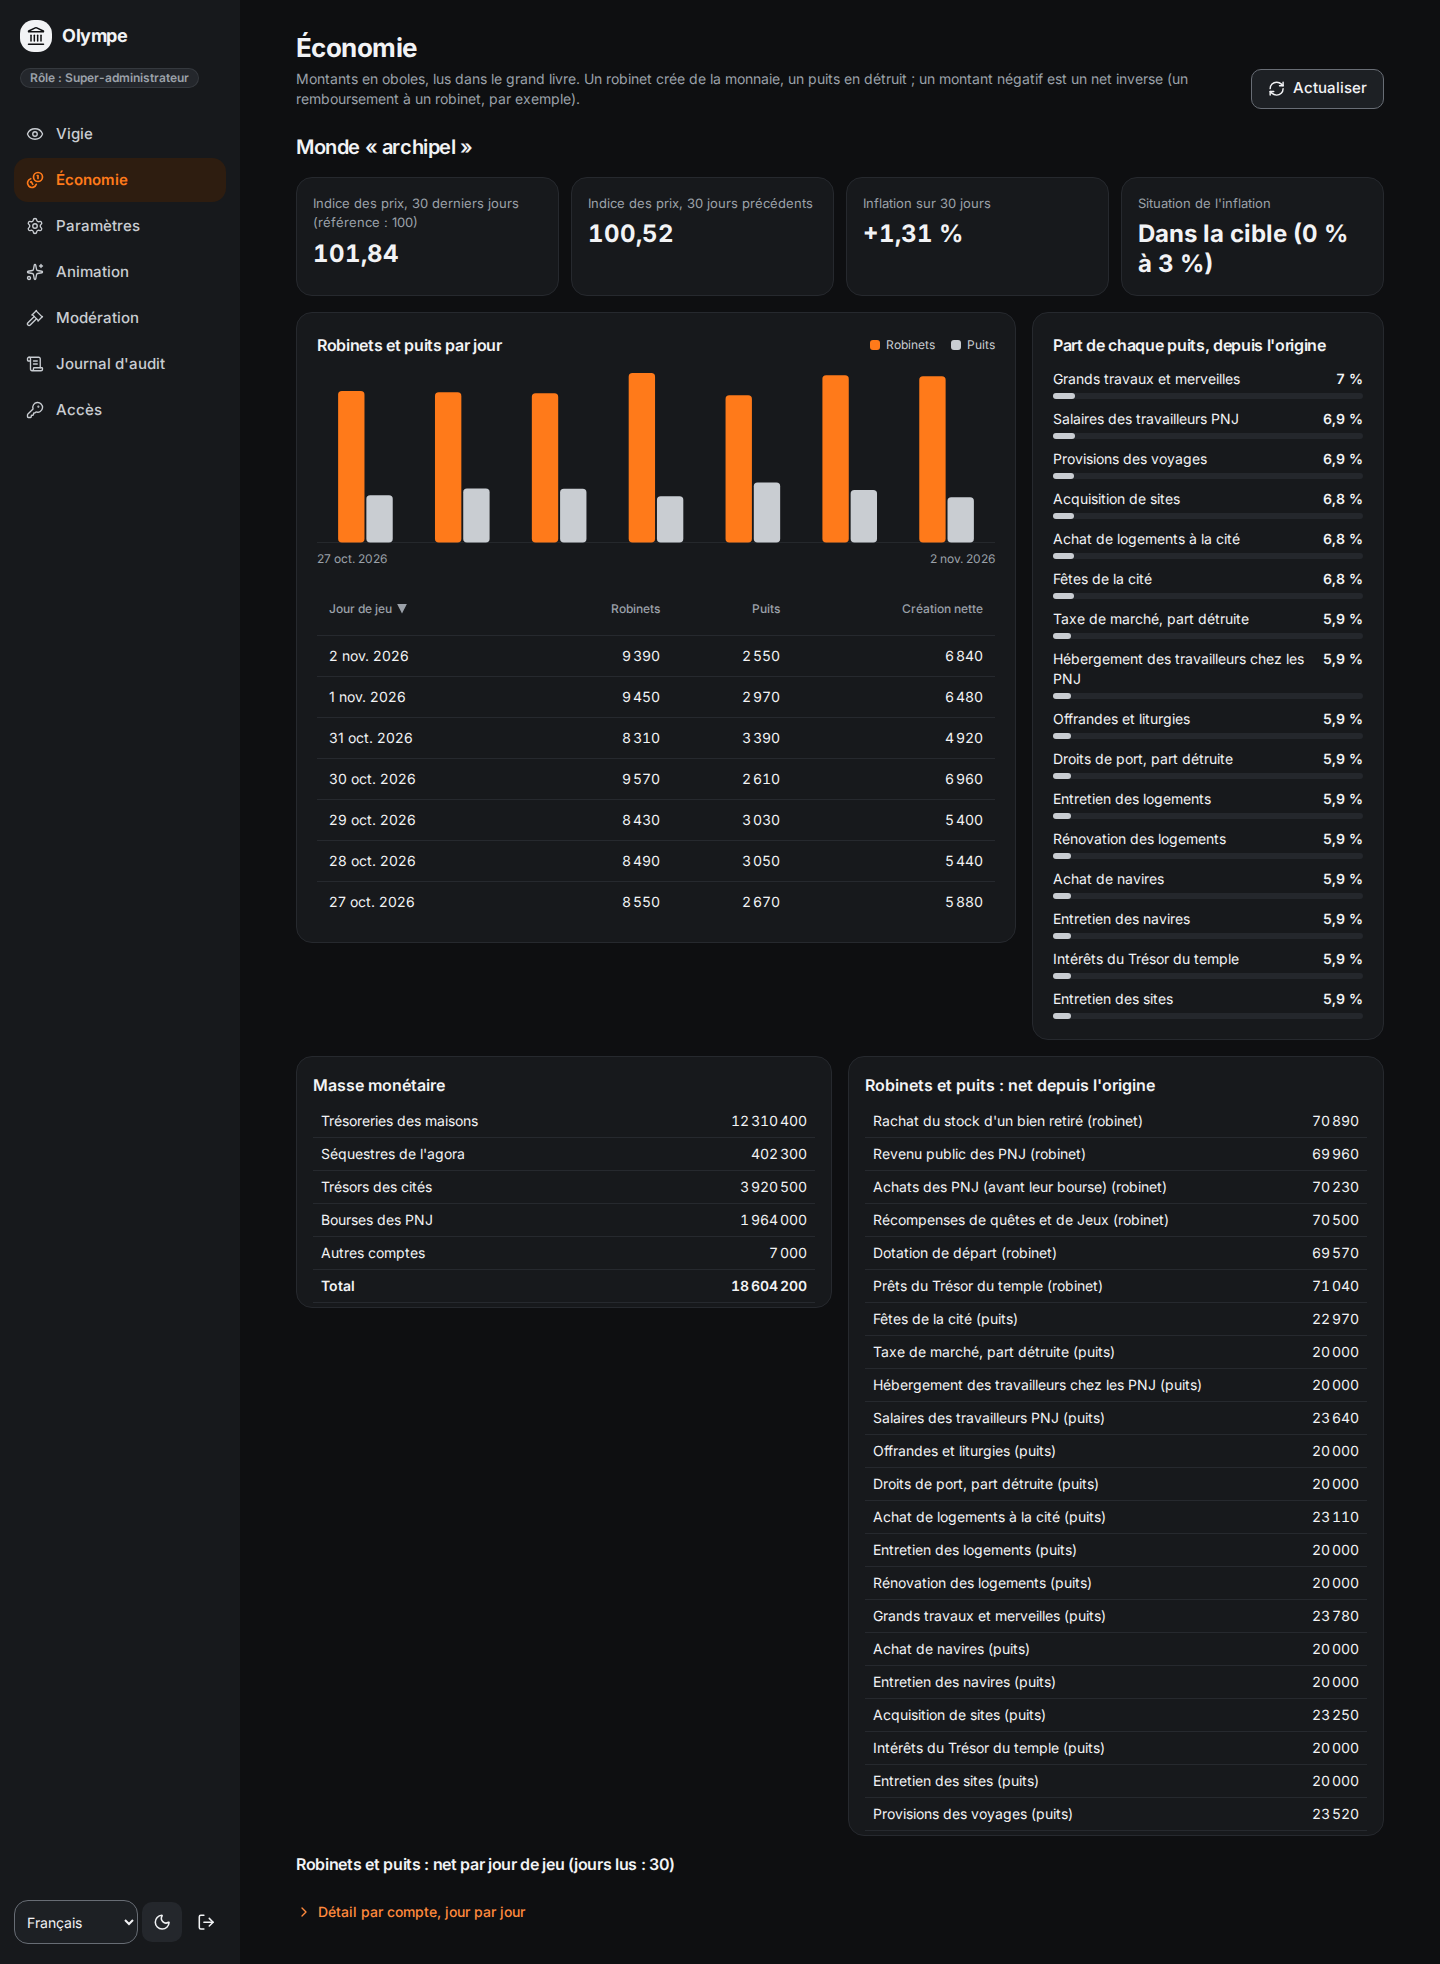 Olympe
Rôle : Super-administrateur
Vigie
Économie
Paramètres
Animation
Modération
Journal d'audit
Accès
Français
Économie
Montants en oboles, lus dans le grand livre. Un robinet crée de la monnaie, un puits en détruit ; un montant négatif est un net inverse (un
remboursement à un robinet, par exemple).
Actualiser
Monde « archipel »
Indice des prix, 30 derniers jours
(référence : 100)
101,84
Indice des prix, 30 jours précédents
100,52
Inflation sur 30 jours
+1,31 %
Situation de l'inflation
Dans la cible (0 %
à 3 %)
Robinets et puits par jour
Robinets Puits
27 oct. 2026 2 nov. 2026
Jour de jeu ▼ Robinets Puits Création nette
2 nov. 2026 9 390 2 550 6 840
1 nov. 2026 9 450 2 970 6 480
31 oct. 2026 8 310 3 390 4 920
30 oct. 2026 9 570 2 610 6 960
29 oct. 2026 8 430 3 030 5 400
28 oct. 2026 8 490 3 050 5 440
27 oct. 2026 8 550 2 670 5 880
Part de chaque puits, depuis l'origine
Grands travaux et merveilles 7 %
Salaires des travailleurs PNJ 6,9 %
Provisions des voyages 6,9 %
Acquisition de sites 6,8 %
Achat de logements à la cité 6,8 %
Fêtes de la cité 6,8 %
Taxe de marché, part détruite 5,9 %
Hébergement des travailleurs chez les 5,9 %
PNJ
Offrandes et liturgies 5,9 %
Droits de port, part détruite 5,9 %
Entretien des logements 5,9 %
Rénovation des logements 5,9 %
Achat de navires 5,9 %
Entretien des navires 5,9 %
Intérêts du Trésor du temple 5,9 %
Entretien des sites 5,9 %
Masse monétaire
Trésoreries des maisons 12 310 400
Séquestres de l'agora 402 300
Trésors des cités 3 920 500
Bourses des PNJ 1 964 000
Autres comptes 7 000
Total 18 604 200
Robinets et puits : net depuis l'origine
Rachat du stock d'un bien retiré (robinet) 70 890
Revenu public des PNJ (robinet) 69 960
Achats des PNJ (avant leur bourse) (robinet) 70 230
Récompenses de quêtes et de Jeux (robinet) 70 500
Dotation de départ (robinet) 69 570
Prêts du Trésor du temple (robinet) 71 040
Fêtes de la cité (puits) 22 970
Taxe de marché, part détruite (puits) 20 000
Hébergement des travailleurs chez les PNJ (puits) 20 000
Salaires des travailleurs PNJ (puits) 23 640
Offrandes et liturgies (puits) 20 000
Droits de port, part détruite (puits) 20 000
Achat de logements à la cité (puits) 23 110
Entretien des logements (puits) 20 000
Rénovation des logements (puits) 20 000
Grands travaux et merveilles (puits) 23 780
Achat de navires (puits) 20 000
Entretien des navires (puits) 20 000
Acquisition de sites (puits) 23 250
Intérêts du Trésor du temple (puits) 20 000
Entretien des sites (puits) 20 000
Provisions des voyages (puits) 23 520
Robinets et puits : net par jour de jeu (jours lus : 30)
Détail par compte, jour par jour